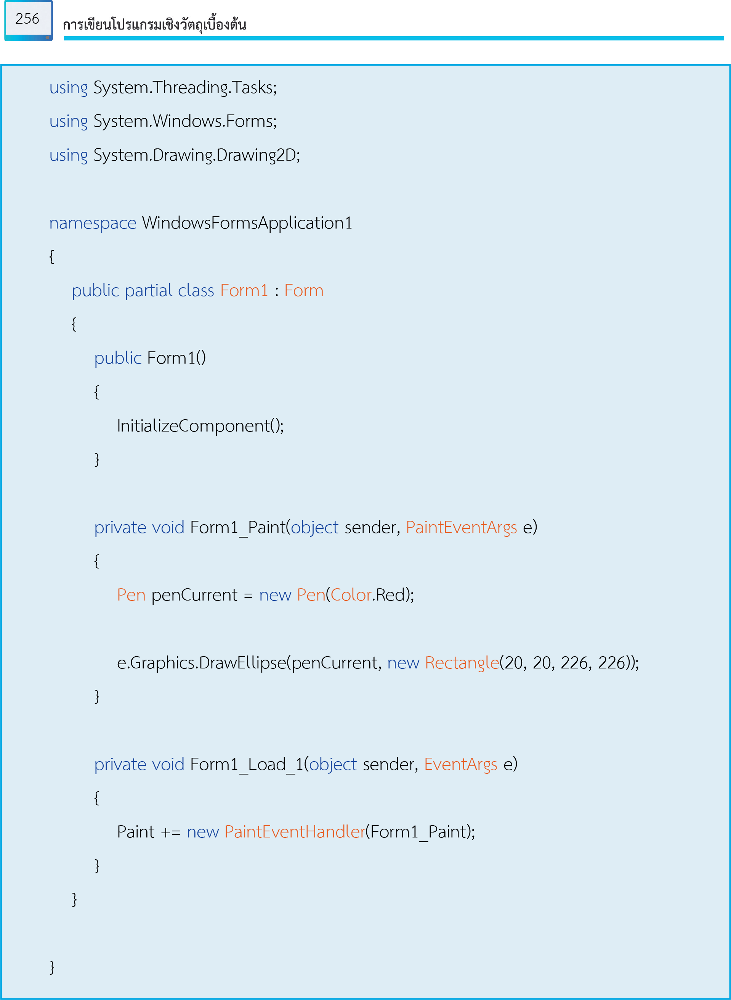 256
การเขียนโปรแกรมเชิงวัตถุเบื้องต้น
using System.Threading.Tasks;
using System.Windows.Forms;
using System.Drawing.Drawing2D;
namespace WindowsFormsApplication1
{
public partial class Form1 : Form
{
public Form1()
{
InitializeComponent();
}
private void Form1_Paint(object sender, PaintEventArgs e)
{
Pen penCurrent = new Pen(Color.Red);
e.Graphics.DrawEllipse(penCurrent, new Rectangle(20, 20, 226, 226));
}
private void Form1_Load_1(object sender, EventArgs e)
{
Paint += new PaintEventHandler(Form1_Paint);
}
}
}